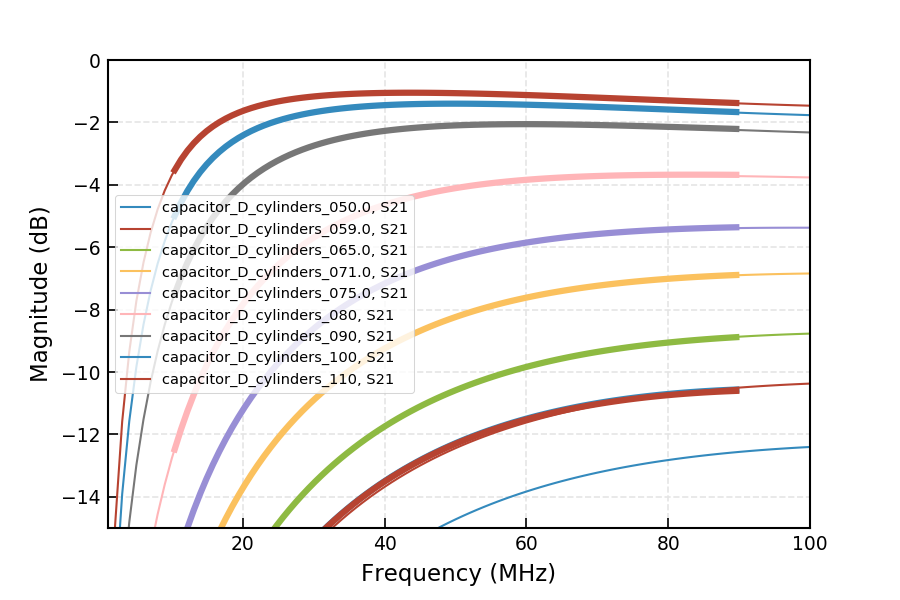 0
−2
−4
−6
−8
−10
−12
−14
Magnitude (dB)
capacitor_D_cylinders_050.0, S21
capacitor_D_cylinders_059.0, S21
capacitor_D_cylinders_065.0, S21
capacitor_D_cylinders_071.0, S21
capacitor_D_cylinders_075.0, S21
capacitor_D_cylinders_080, S21
capacitor_D_cylinders_090, S21
capacitor_D_cylinders_100, S21
capacitor_D_cylinders_110, S21
20 40 60 80 100
Frequency (MHz)